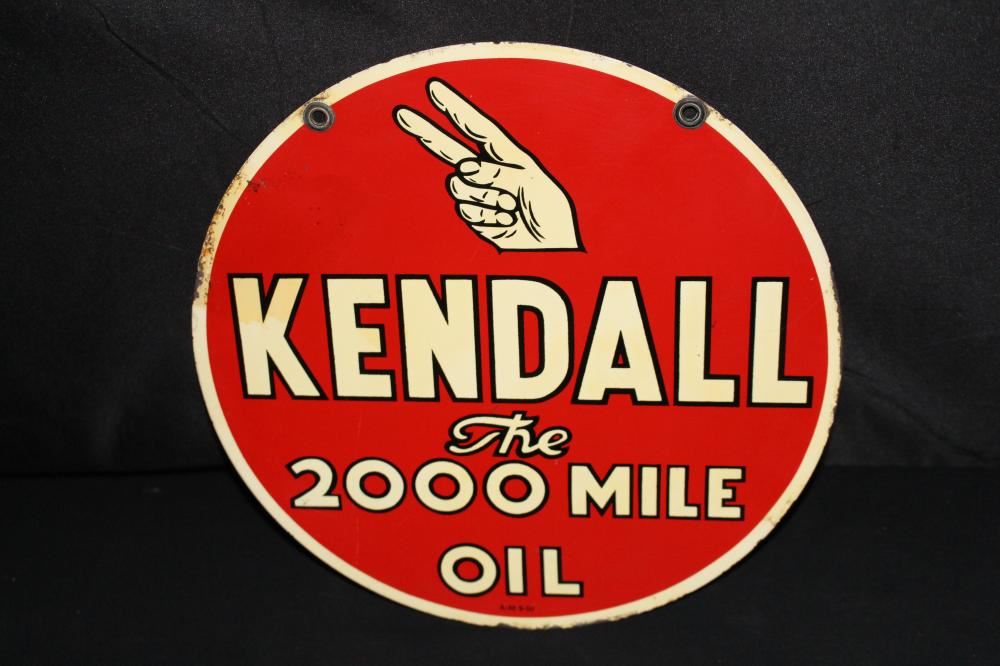 KENDALL
The
2000 MILE
OIL